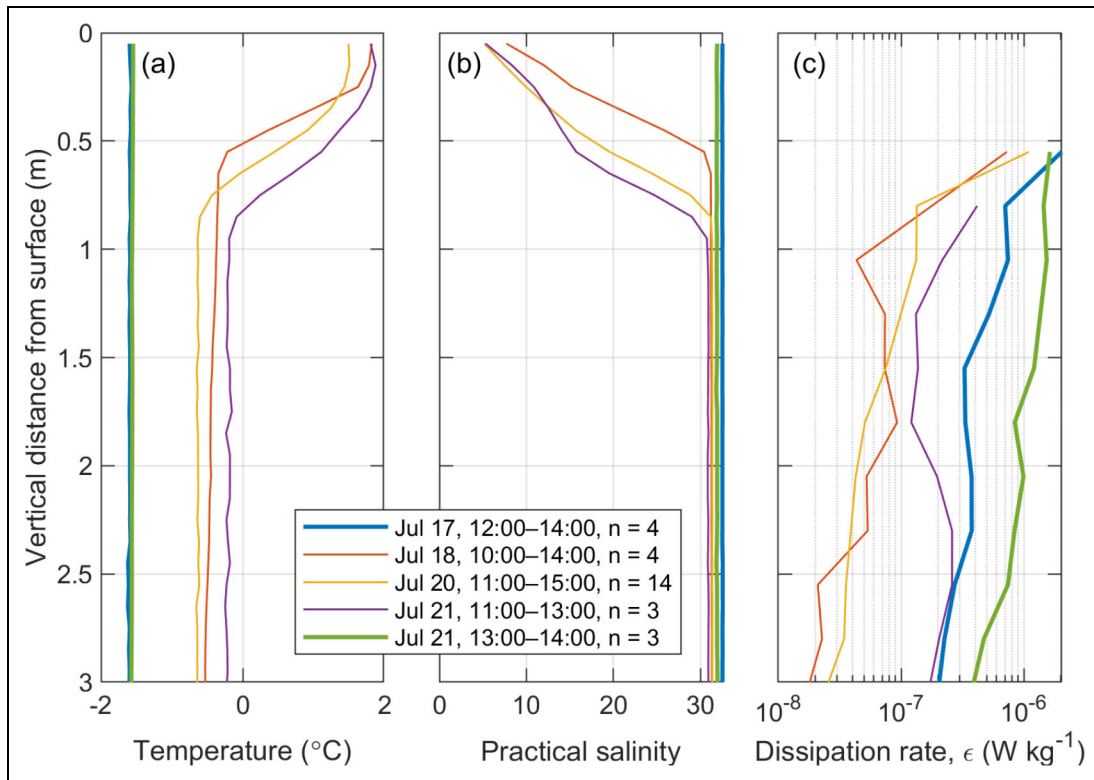 (a)
(b)
(c)
0
0.5
1
1.5
2
2.5
3
Vertical distance from surface (m)
-2
0
2
Temperature (°C)
0
10
20
30
Practical salinity
10⁻⁸
10⁻⁷
10⁻⁶
Dissipation rate, ϵ (W kg⁻¹)
Jul 17, 12:00–14:00, n = 4
Jul 18, 10:00–14:00, n = 4
Jul 20, 11:00–15:00, n = 14
Jul 21, 11:00–13:00, n = 3
Jul 21, 13:00–14:00, n = 3